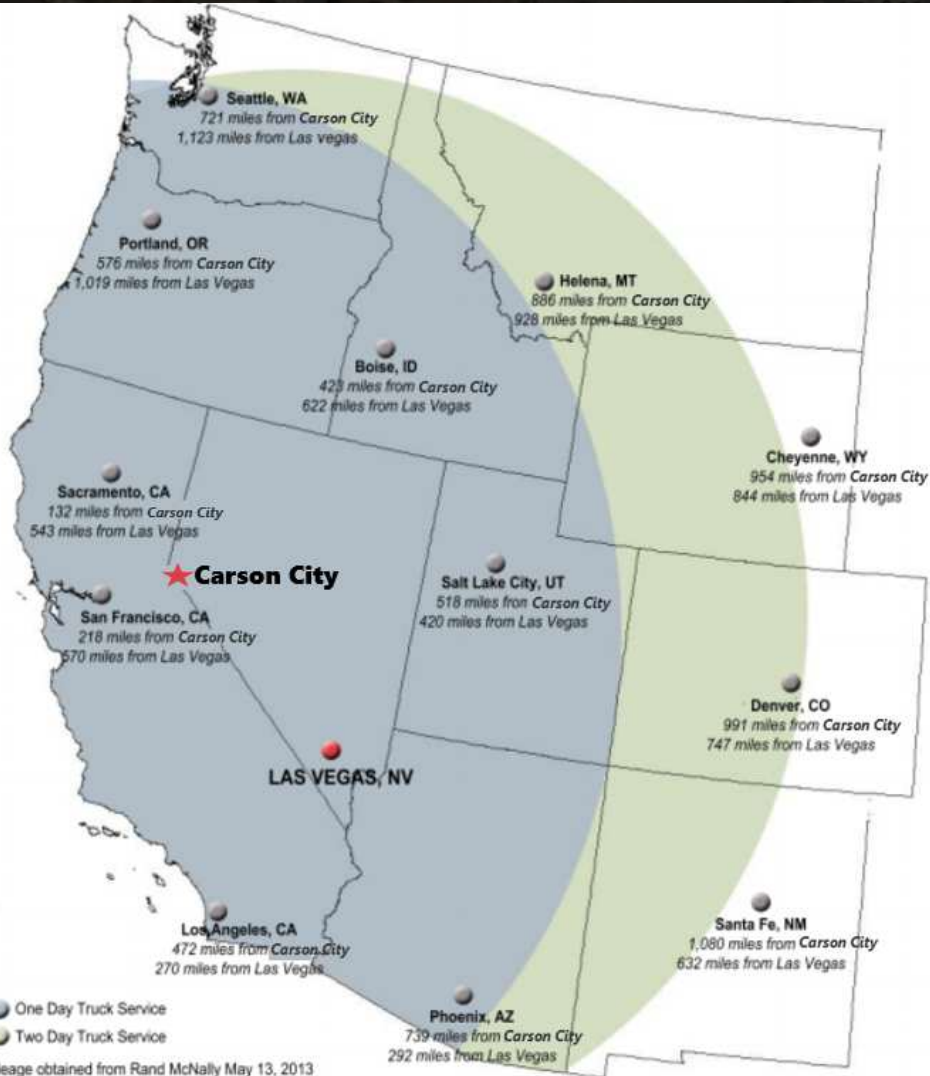 Seattle, WA
721 miles from Carson City
1,123 miles from Las vegas
Portland, OR
576 miles from Carson City
1,019 miles from Las Vegas
Helena, MT
886 miles from Carson City
928 miles from Las Vegas
Boise, ID
423 miles from Carson City
622 miles from Las Vegas
Cheyenne, WY
954 miles from Carson City
844 miles from Las Vegas
Sacramento, CA
132 miles from Carson City
543 miles from Las Vegas
Carson City
Salt Lake City, UT
518 miles from Carson City
420 miles from Las Vegas
San Francisco, CA
218 miles from Carson City
570 miles from Las Vegas
Denver, CO
991 miles from Carson City
747 miles from Las Vegas
LAS VEGAS, NV
Los Angeles, CA
472 miles from Carson City
270 miles from Las Vegas
Santa Fe, NM
1,080 miles from Carson City
632 miles from Las Vegas
Phoenix, AZ
739 miles from Carson City
292 miles from Las Vegas
One Day Truck Service
Two Day Truck Service
eage obtained from Rand McNally May 13, 2013